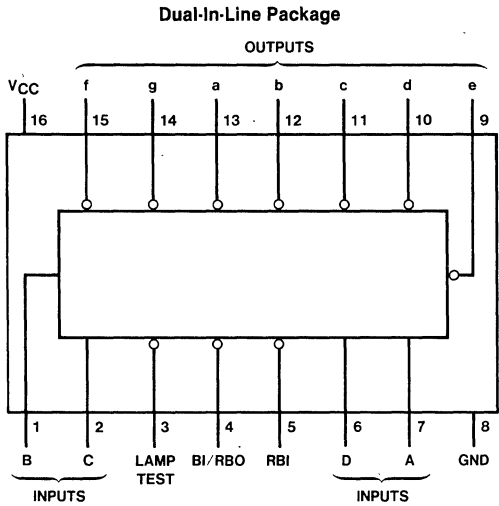 Dual-In-Line Package
OUTPUTS
VCC f g a b c d e
16 15 14 13 12 11 10 9
1 2 3 4 5 6 7 8
B C LAMP TEST BI/RBO RBI D A GND
INPUTS INPUTS